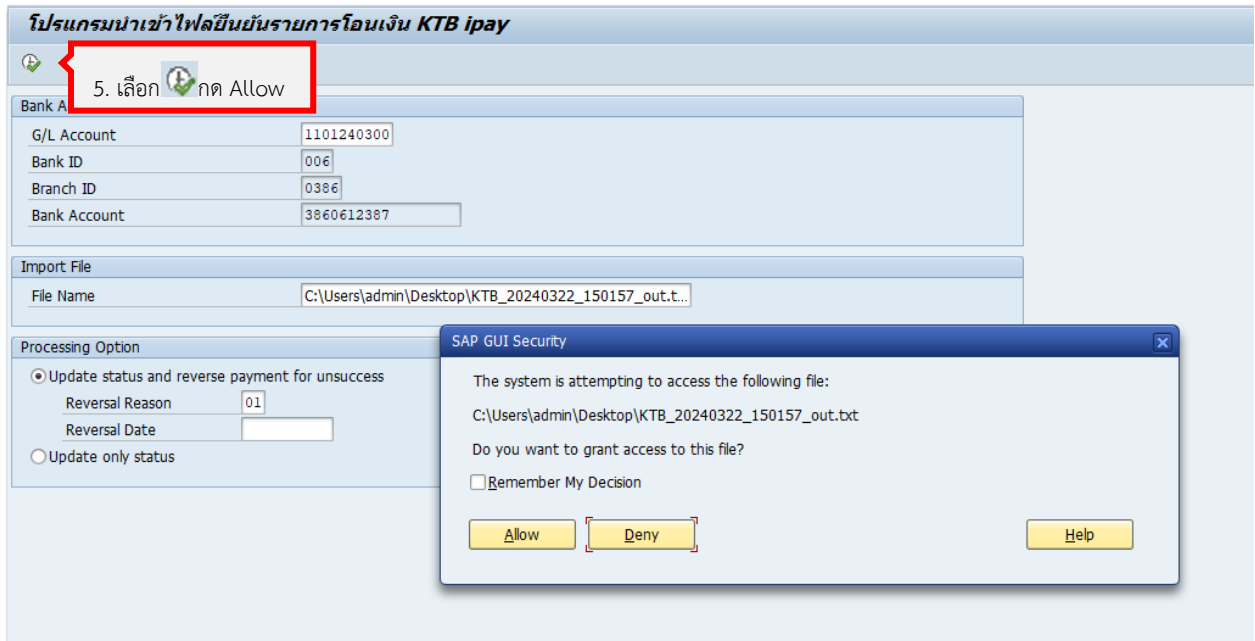 โปรแกรมนำเข้าไฟล์ยืนยันรายการโอนเงิน KTB ipay
5. เลือก กด Allow
Bank A
G/L Account 1101240300
Bank ID 006
Branch ID 0386
Bank Account 3860612387
Import File
File Name C:\Users\admin\Desktop\KTB_20240322_150157_out.t...
Processing Option
Update status and reverse payment for unsuccess
Reversal Reason 01
Reversal Date
Update only status
SAP GUI Security
The system is attempting to access the following file:
C:\Users\admin\Desktop\KTB_20240322_150157_out.txt
Do you want to grant access to this file?
Remember My Decision
Allow Deny Help